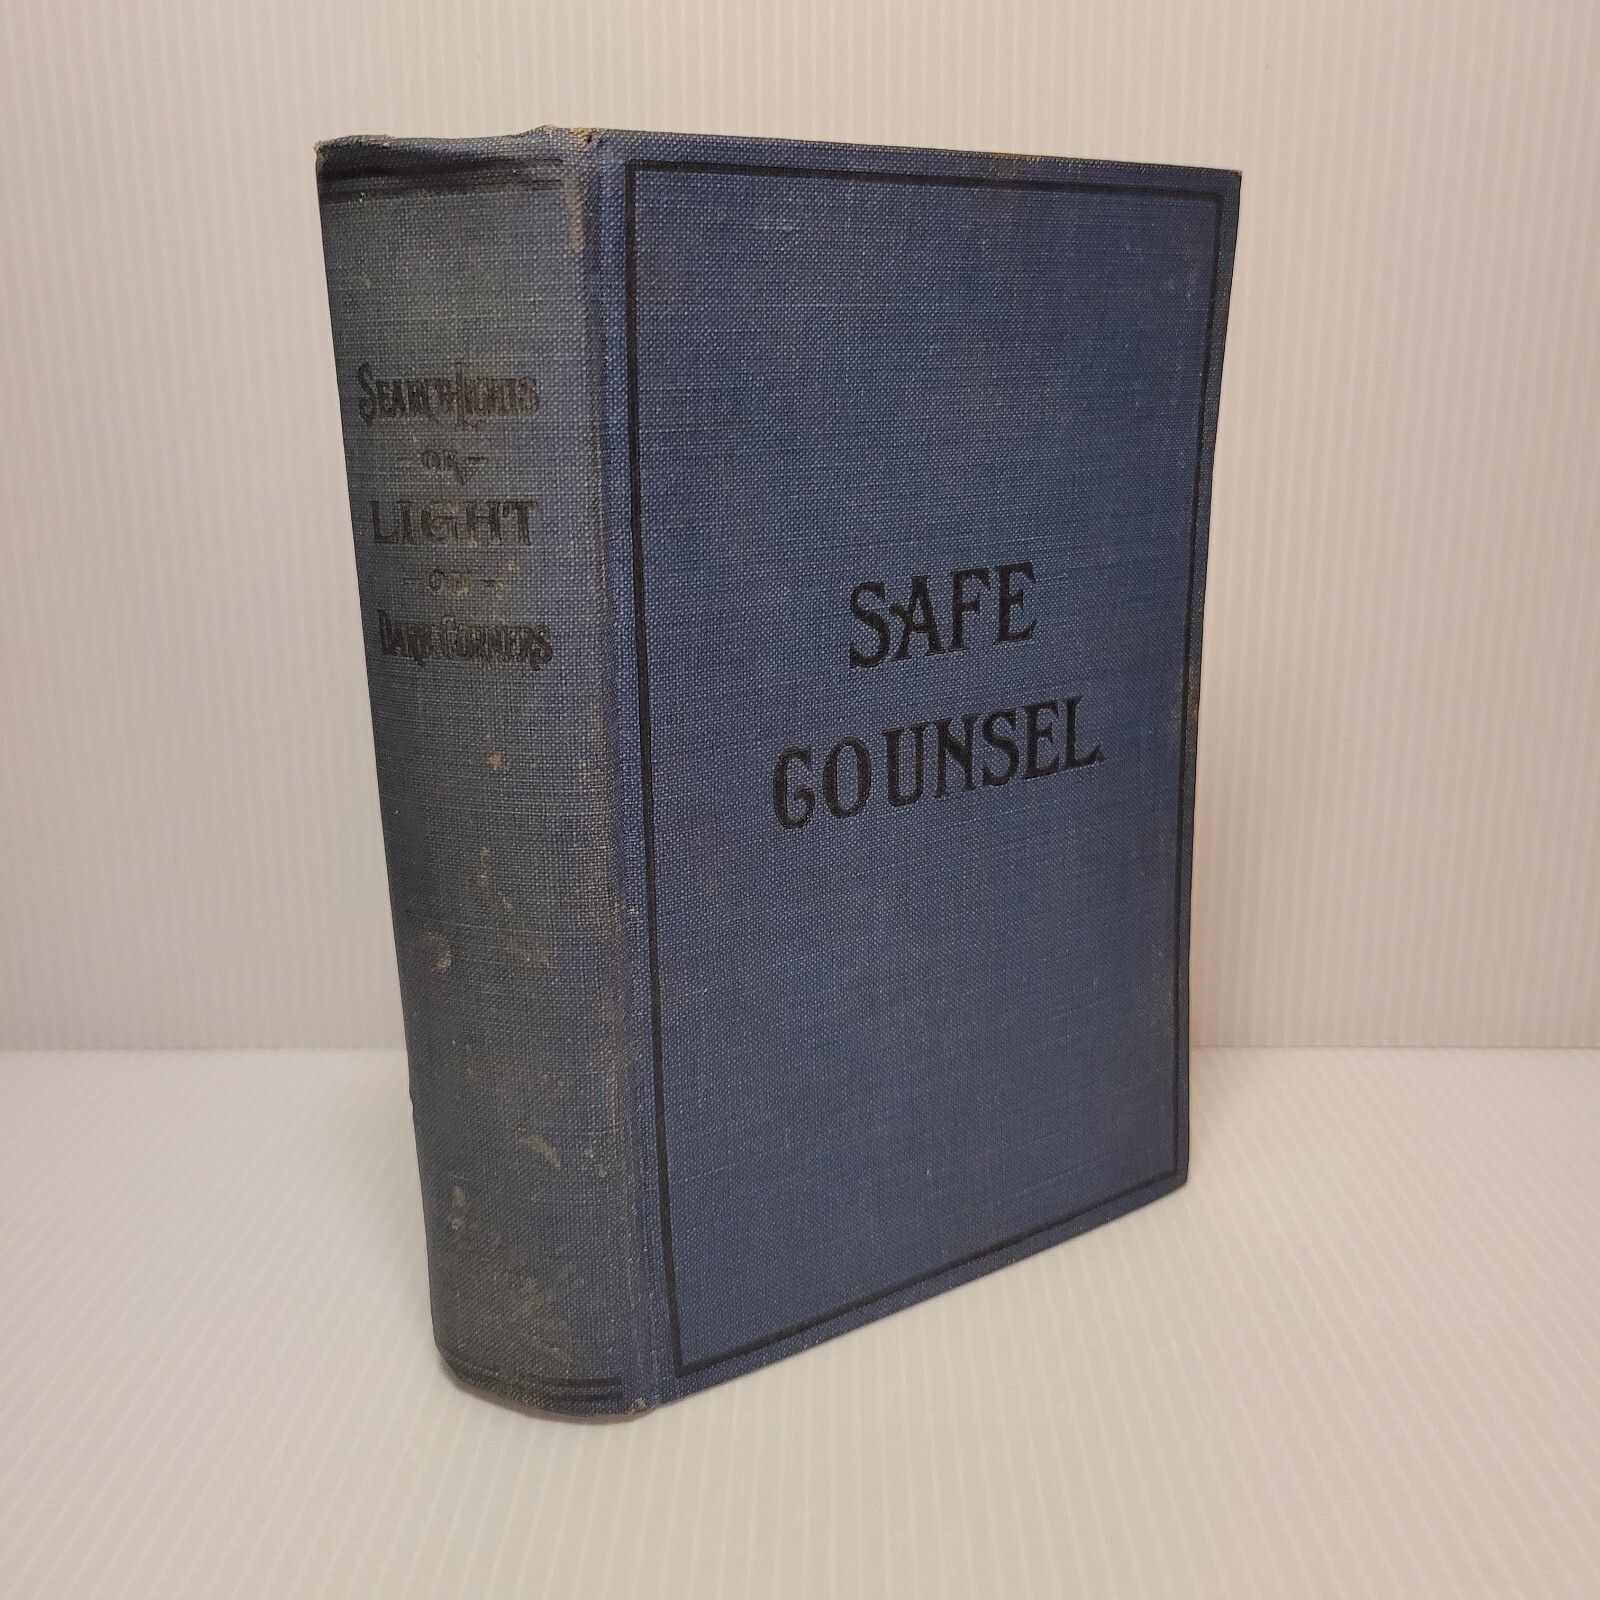 SEARCH LIGHTS
OR
LIGHT
ON
DARK CORNERS
SAFE
COUNSEL